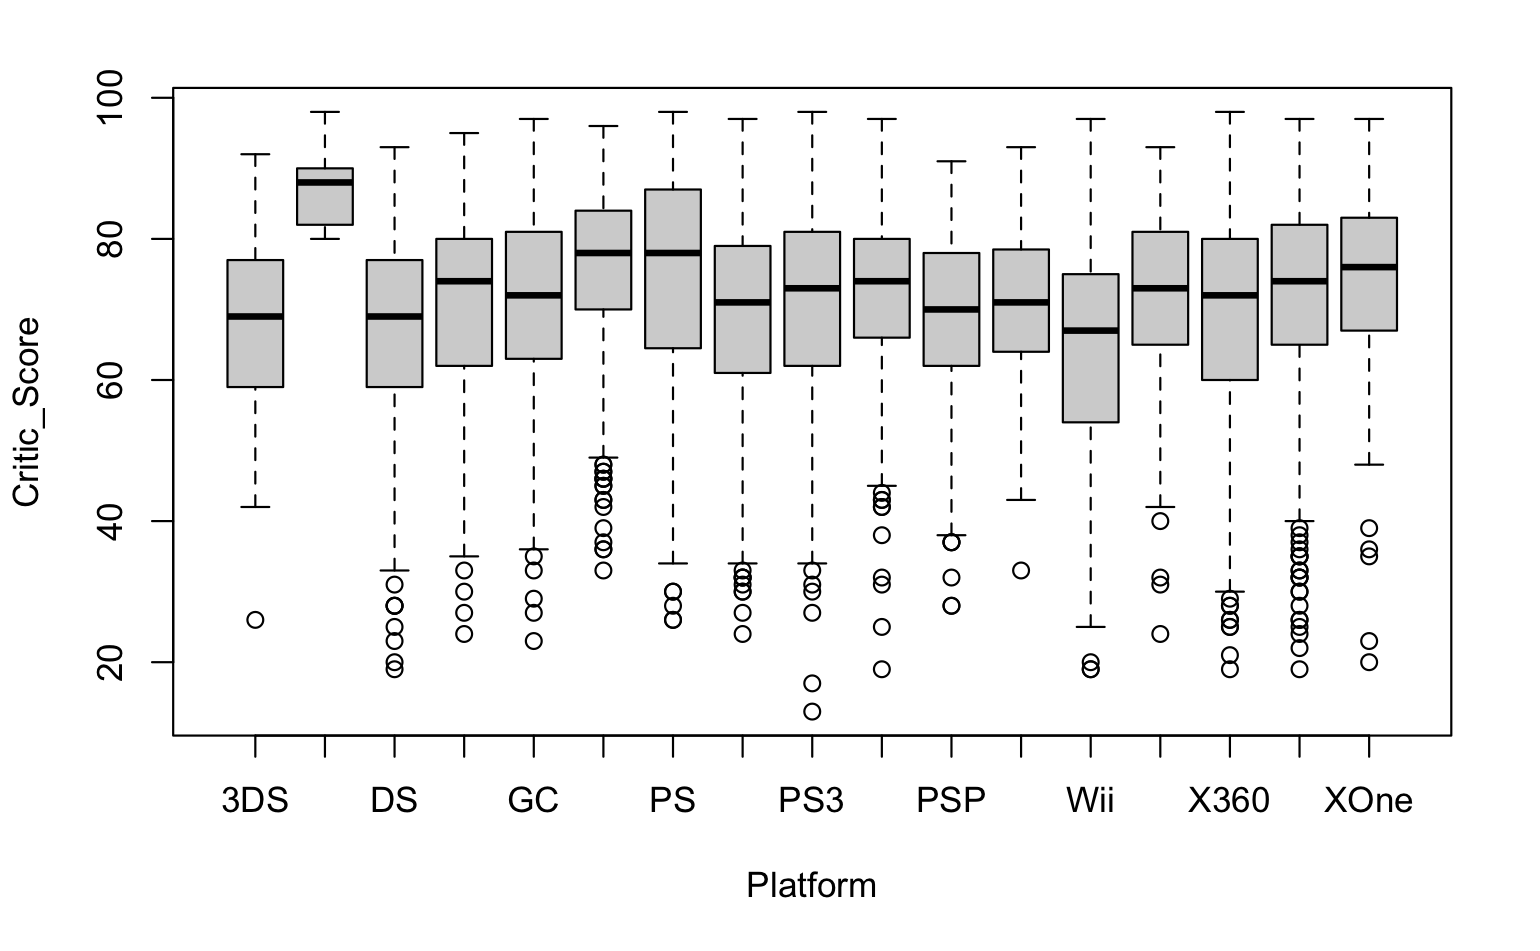 Critic_Score
100
80
60
40
20
3DS DS GC PS PS3 PSP Wii X360 XOne
Platform